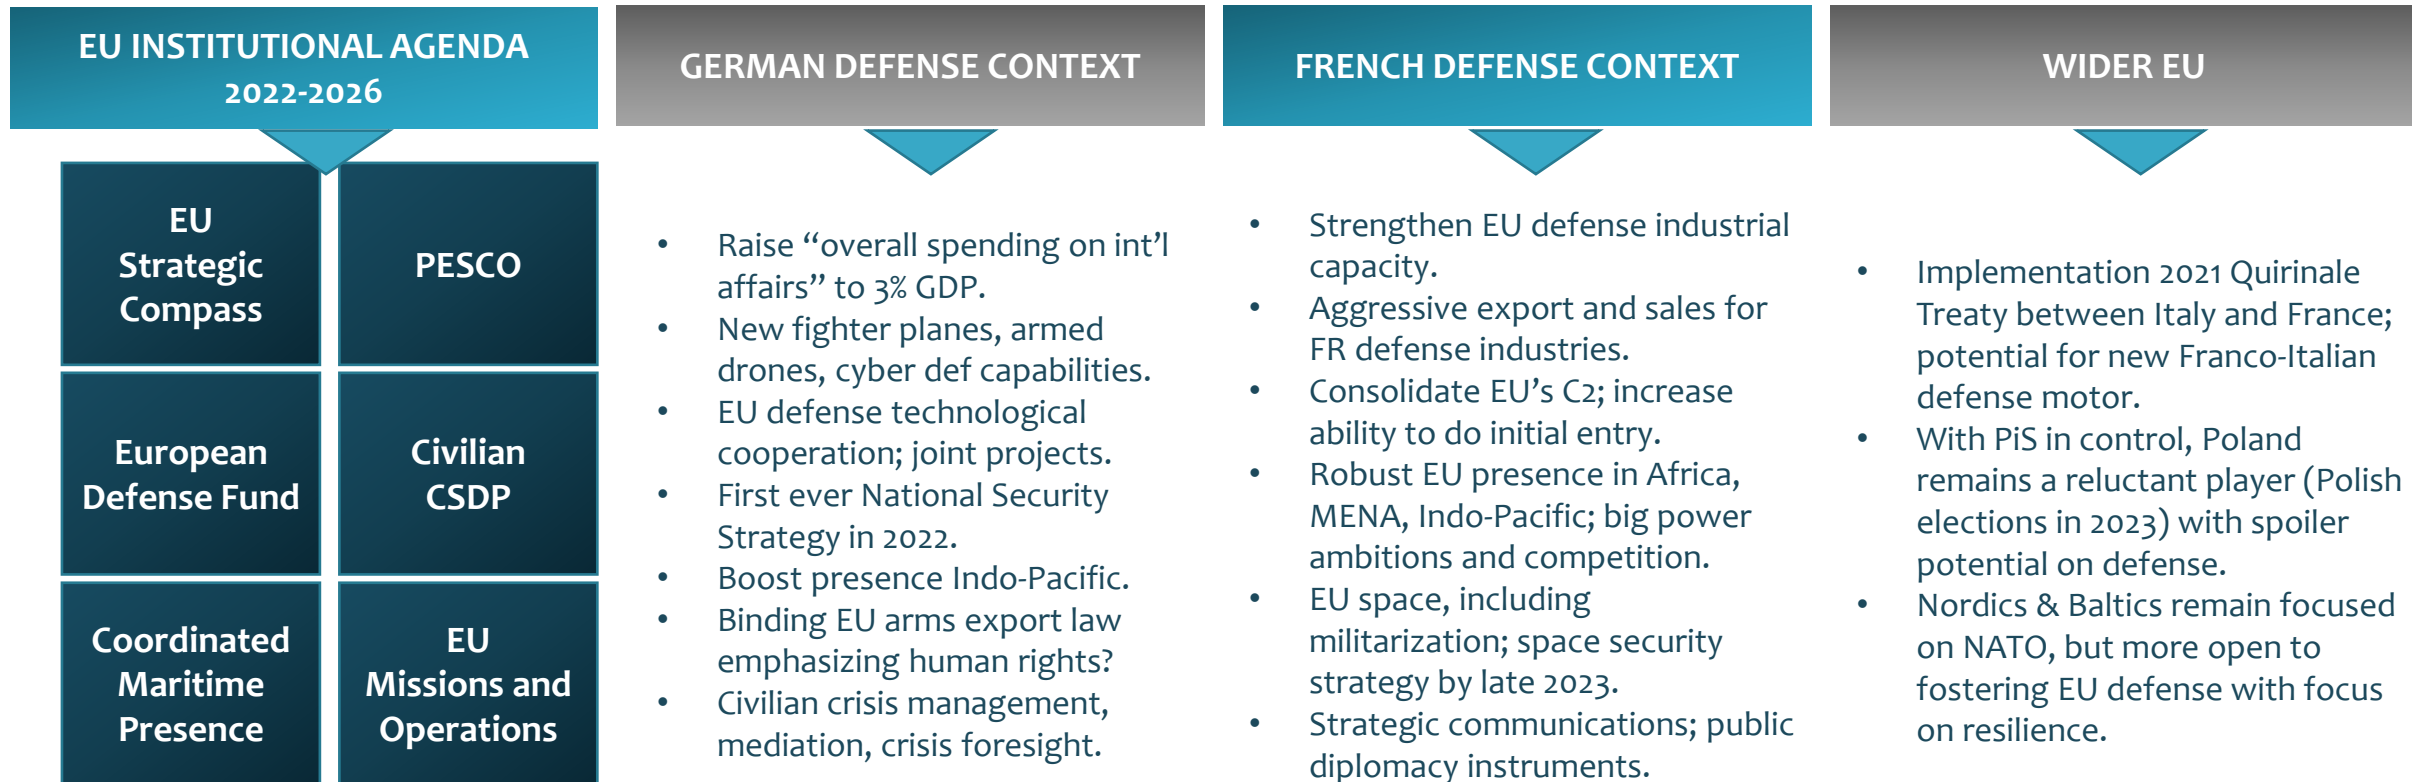 EU INSTITUTIONAL AGENDA
2022-2026
EU
Strategic
Compass
PESCO
European
Defense Fund
Civilian
CSDP
Coordinated
Maritime
Presence
EU
Missions and
Operations
GERMAN DEFENSE CONTEXT
• Raise “overall spending on int’l
affairs” to 3% GDP.
• New fighter planes, armed
drones, cyber def capabilities.
• EU defense technological
cooperation; joint projects.
• First ever National Security
Strategy in 2022.
• Boost presence Indo-Pacific.
• Binding EU arms export law
emphasizing human rights?
• Civilian crisis management,
mediation, crisis foresight.
FRENCH DEFENSE CONTEXT
• Strengthen EU defense industrial
capacity.
• Aggressive export and sales for
FR defense industries.
• Consolidate EU’s C2; increase
ability to do initial entry.
• Robust EU presence in Africa,
MENA, Indo-Pacific; big power
ambitions and competition.
• EU space, including
militarization; space security
strategy by late 2023.
• Strategic communications; public
diplomacy instruments.
WIDER EU
• Implementation 2021 Quirinale
Treaty between Italy and France;
potential for new Franco-Italian
defense motor.
• With PiS in control, Poland
remains a reluctant player (Polish
elections in 2023) with spoiler
potential on defense.
• Nordics & Baltics remain focused
on NATO, but more open to
fostering EU defense with focus
on resilience.